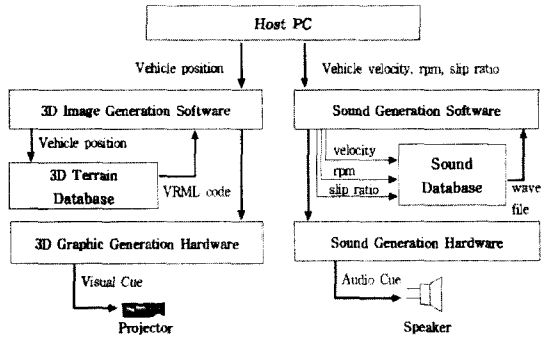 Host PC
Vehicle position
Vehicle velocity, rpm, slip ratio
3D Image Generation Software
Sound Generation Software
Vehicle position
3D Terrain
Database
VRML code
velocity
rpm
slip ratio
Sound
Database
wave
file
3D Graphic Generation Hardware
Sound Generation Hardware
Visual Cue
Audio Cue
Projector
Speaker